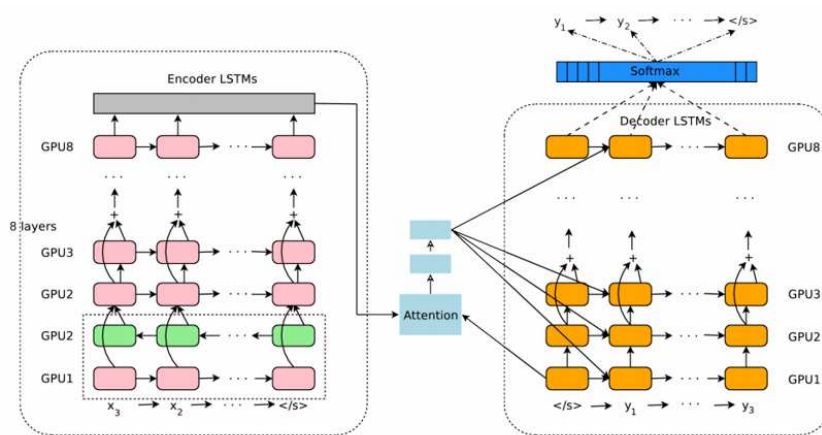 y1 y2 ... </s>
Softmax
Encoder LSTMs
Decoder LSTMs
GPU8
GPU8
... ...
... ...
+ + +
8 layers
+ + +
GPU3
GPU3
GPU2
Attention
GPU2
GPU2
GPU1
GPU1
x3 x2 ... </s>
</s> y1 ... y3